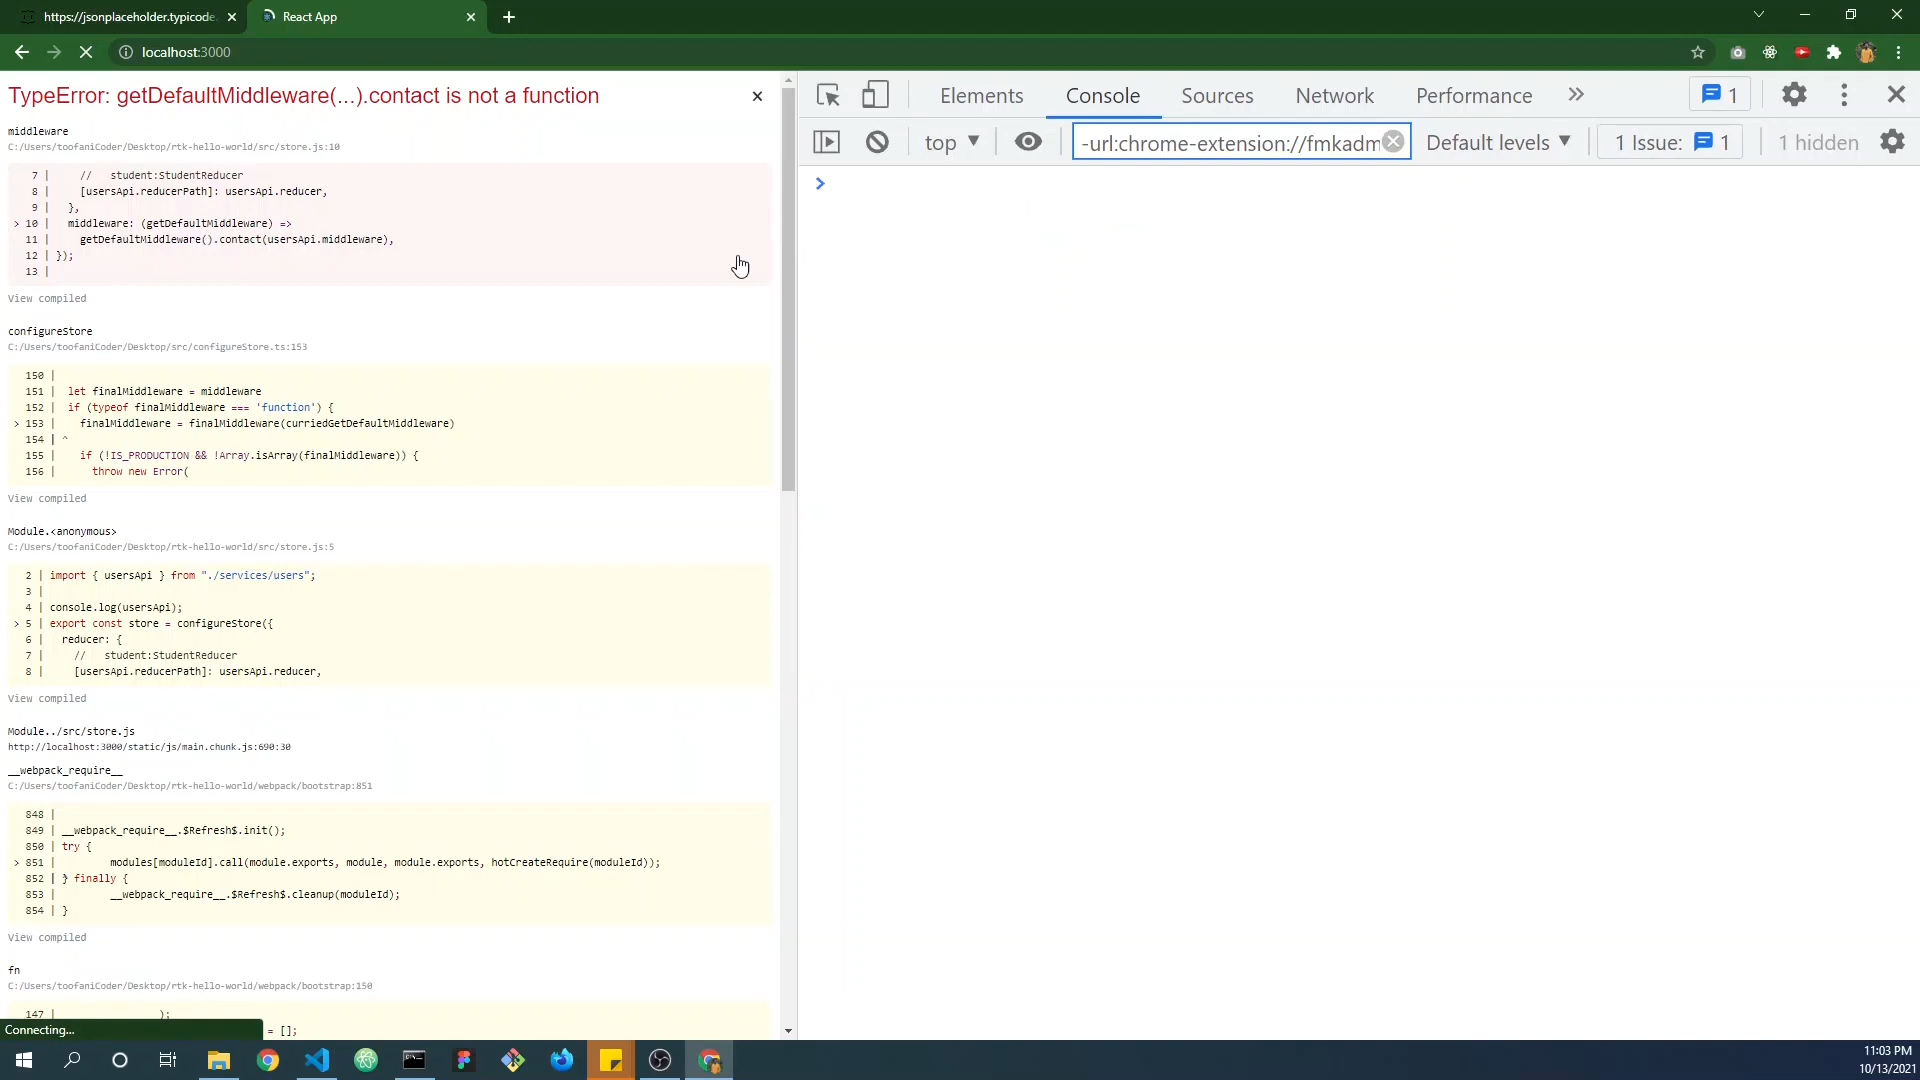 https://jsonplaceholder.typicode.
React App
localhost:3000
TypeError: getDefaultMiddleware(...).contact is not a function
middleware
C:/Users/toofaniCoder/Desktop/rtk-hello-world/src/store.js:10
7 |     //   student:StudentReducer
8 |     [usersApi.reducerPath]: usersApi.reducer,
9 |   },
> 10 |   middleware: (getDefaultMiddleware) =>
11 |     getDefaultMiddleware().contact(usersApi.middleware),
12 | });
13 |
View compiled
configureStore
C:/Users/toofaniCoder/Desktop/src/configureStore.ts:153
150 |
151 |  let finalMiddleware = middleware
152 |  if (typeof finalMiddleware === 'function') {
> 153 |    finalMiddleware = finalMiddleware(curriedGetDefaultMiddleware)
154 | ^
155 |    if (!IS_PRODUCTION && !Array.isArray(finalMiddleware)) {
156 |      throw new Error(
View compiled
Module.<anonymous>
C:/Users/toofaniCoder/Desktop/rtk-hello-world/src/store.js:5
2 | import { usersApi } from "./services/users";
3 |
4 | console.log(usersApi);
> 5 | export const store = configureStore({
6 |   reducer: {
7 |     //   student:StudentReducer
8 |     [usersApi.reducerPath]: usersApi.reducer,
View compiled
Module../src/store.js
http://localhost:3000/static/js/main.chunk.js:690:30
__webpack_require__
C:/Users/toofaniCoder/Desktop/rtk-hello-world/webpack/bootstrap:851
848 |
849 | __webpack_require__.$Refresh$.init();
850 | try {
> 851 |         modules[moduleId].call(module.exports, module, module.exports, hotCreateRequire(moduleId));
852 | } finally {
853 |         __webpack_require__.$Refresh$.cleanup(moduleId);
854 | }
View compiled
fn
C:/Users/toofaniCoder/Desktop/rtk-hello-world/webpack/bootstrap:150
147 |                   );
= [];
Connecting...
Elements
Console
Sources
Network
Performance
1
top
-url:chrome-extension://fmkadm
Default levels
1 Issue:
1
1 hidden
11:03 PM
10/13/2021